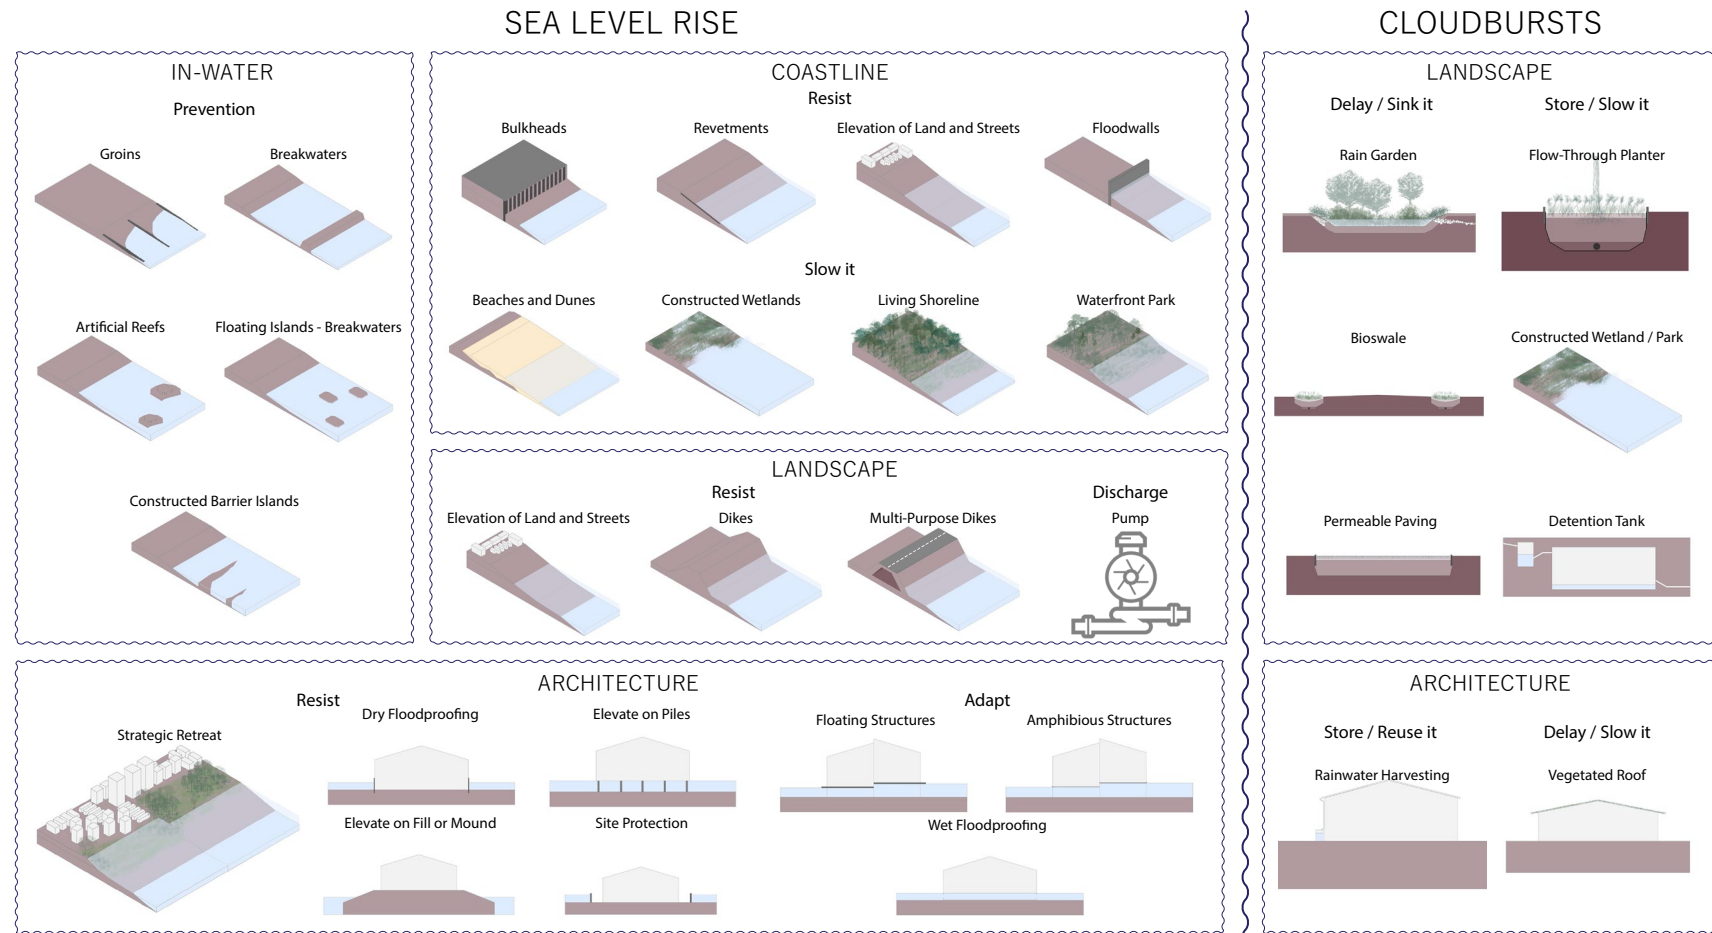 SEA LEVEL RISE
CLOUDBURSTS
IN-WATER
Prevention
Groins
Breakwaters
Artificial Reefs
Floating Islands - Breakwaters
Constructed Barrier Islands
COASTLINE
Resist
Bulkheads
Revetments
Elevation of Land and Streets
Floodwalls
Slow it
Beaches and Dunes
Constructed Wetlands
Living Shoreline
Waterfront Park
LANDSCAPE
Resist
Discharge
Elevation of Land and Streets
Dikes
Multi-Purpose Dikes
Pump
ARCHITECTURE
Resist
Adapt
Strategic Retreat
Dry Floodproofing
Elevate on Piles
Floating Structures
Amphibious Structures
Elevate on Fill or Mound
Site Protection
Wet Floodproofing
LANDSCAPE
Delay / Sink it
Store / Slow it
Rain Garden
Flow-Through Planter
Bioswale
Constructed Wetland / Park
Permeable Paving
Detention Tank
ARCHITECTURE
Store / Reuse it
Delay / Slow it
Rainwater Harvesting
Vegetated Roof